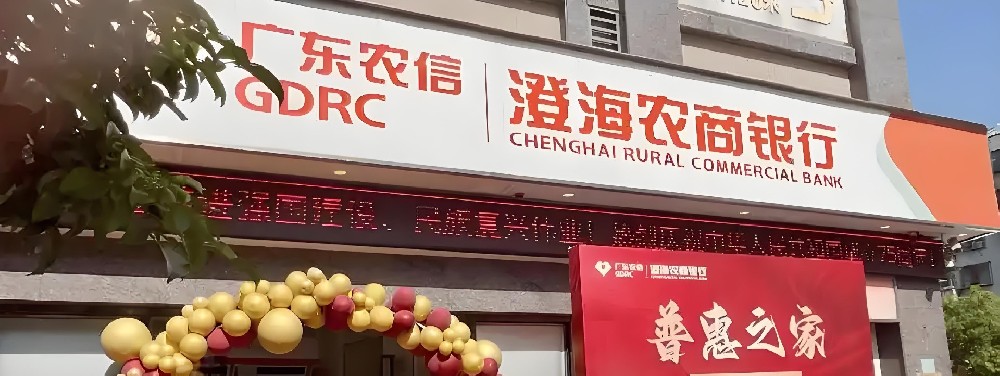 广东农信
GDRC
澄海农商银行
CHENGHAI RURAL COMMERCIAL BANK
强国建设、民族复兴伟业!
广东农信
GDRC
澄海农商银行
普惠之家